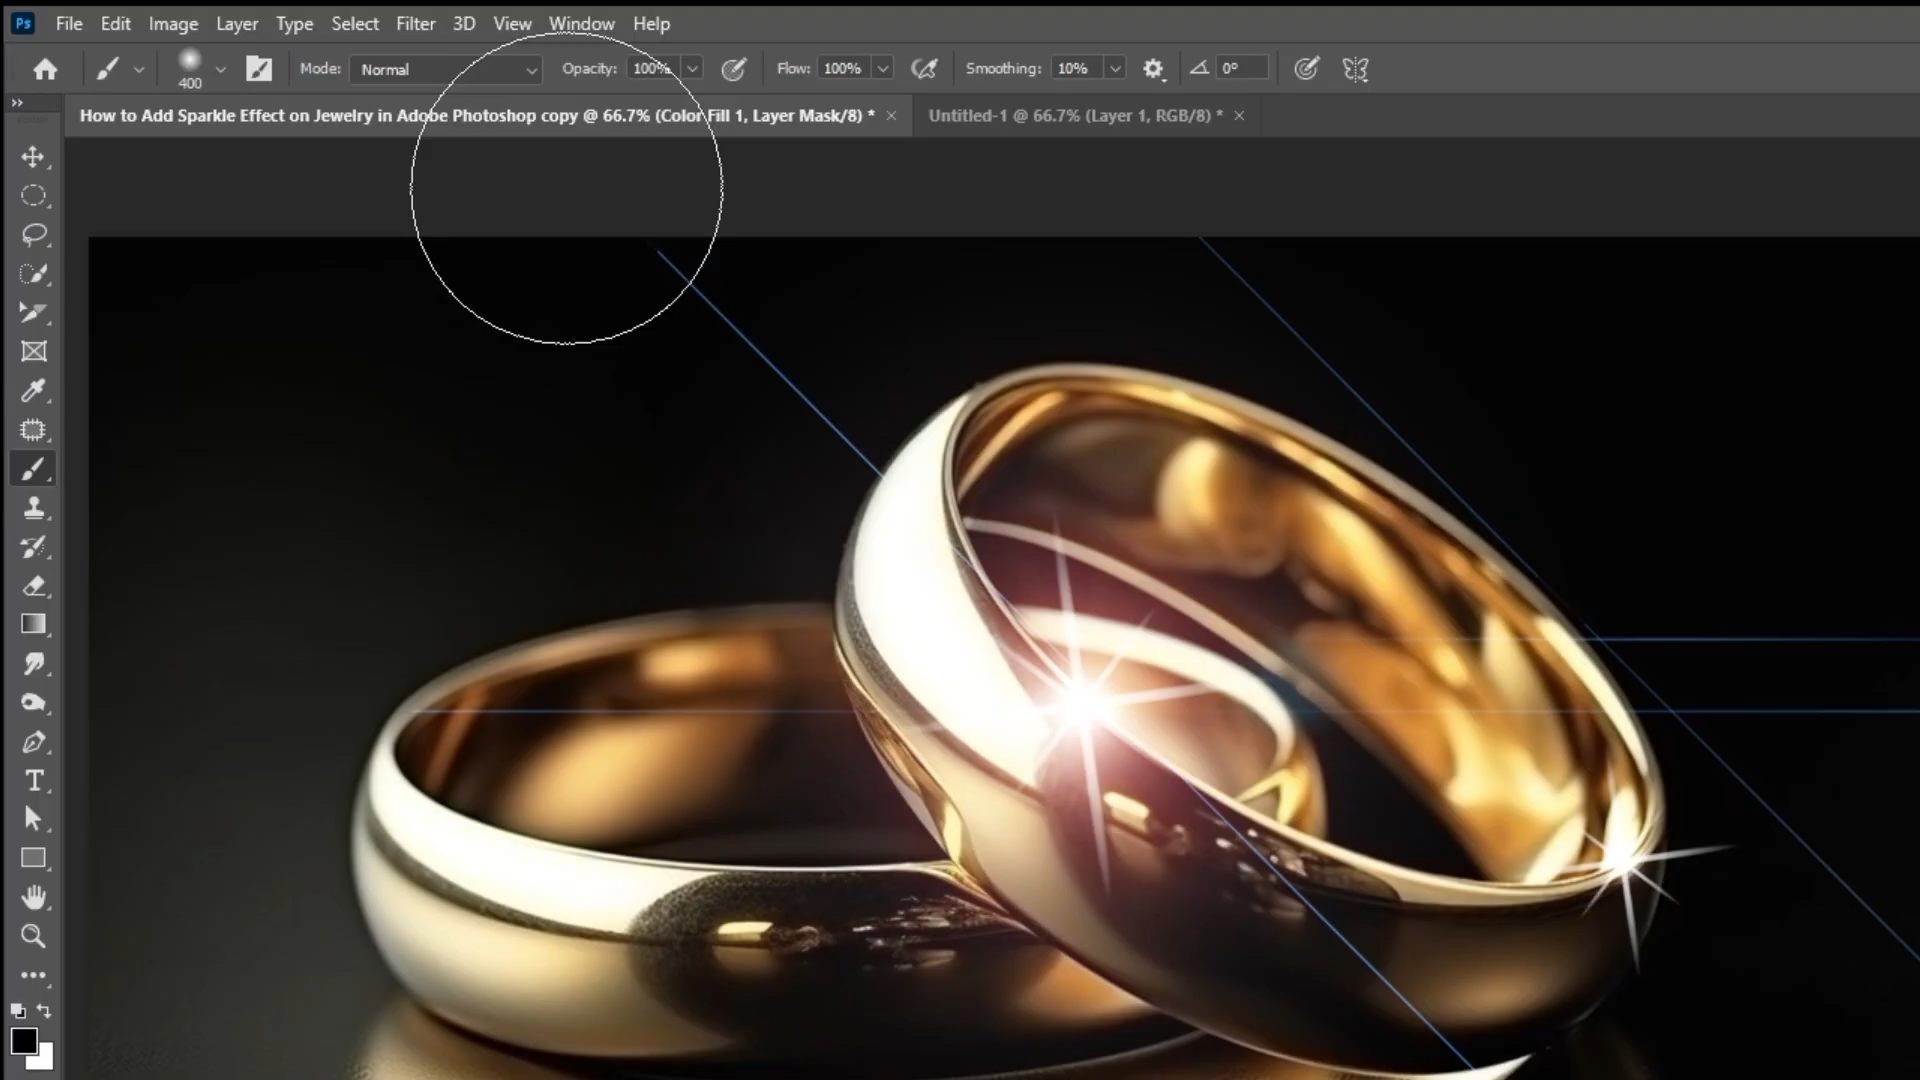 Ps File Edit Image Layer Type Select Filter 3D View Window Help
400 Mode: Normal Opacity: 100% Flow: 100% Smoothing: 10% 0°
How to Add Sparkle Effect on Jewelry in Adobe Photoshop copy @ 66.7% (Color Fill 1, Layer Mask/8) * Untitled-1 @ 66.7% (Layer 1, RGB/8) *